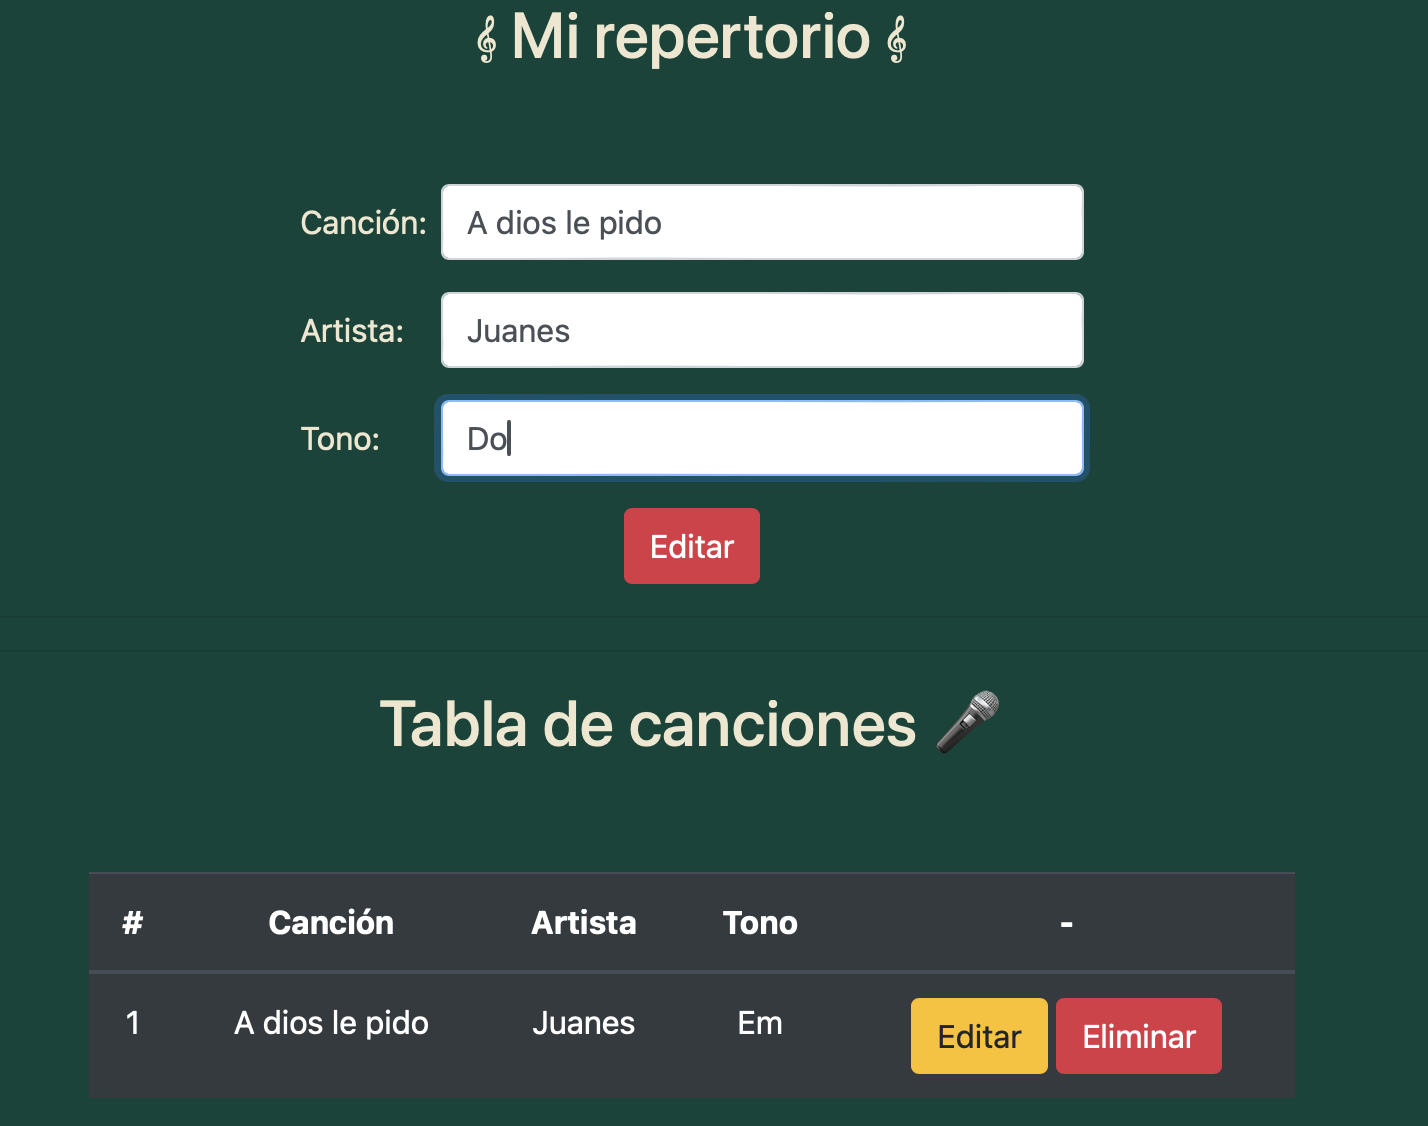 𝄞 Mi repertorio 𝄞
Canción: A dios le pido
Artista: Juanes
Tono: Do
Editar
Tabla de canciones 🎤
# Canción Artista Tono -
1 A dios le pido Juanes Em Editar Eliminar